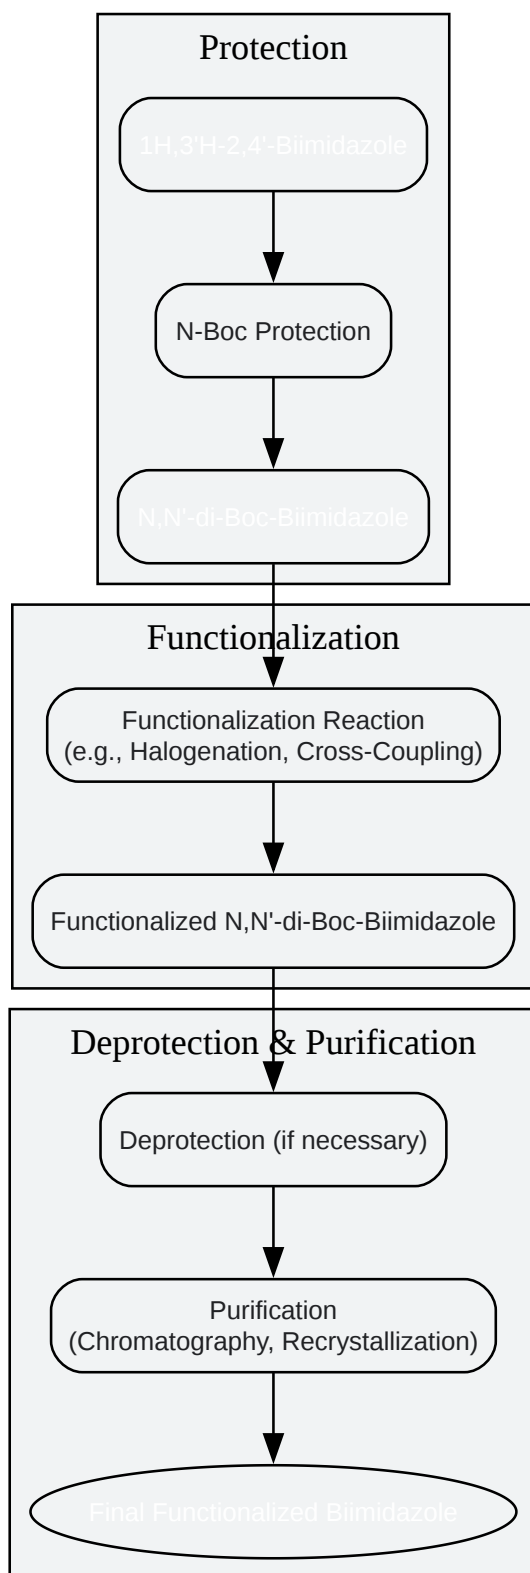 Protection
1H,3'H-2,4'-Biimidazole
N-Boc Protection
N,N'-di-Boc-Biimidazole
Functionalization
Functionalization Reaction
(e.g., Halogenation, Cross-Coupling)
Functionalized N,N'-di-Boc-Biimidazole
Deprotection & Purification
Deprotection (if necessary)
Purification
(Chromatography, Recrystallization)
Final Functionalized Biimidazole